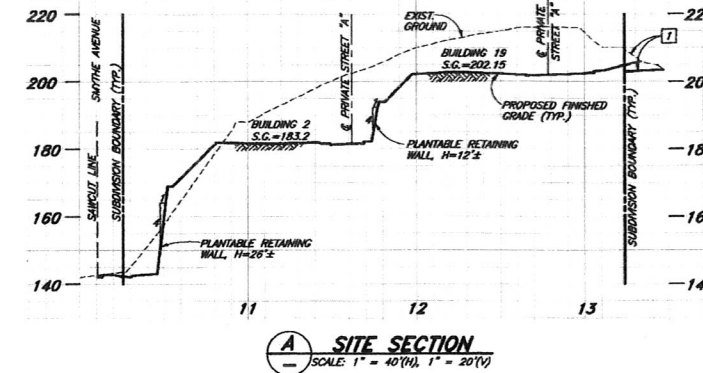 220
200
180
160
140
SAWCUT LINE
SMYTHE AVENUE
SUBDIVISION BOUNDARY (TYP.)
EXIST.
GROUND
BUILDING 2
S.G.=183.2
℄ PRIVATE STREET "A"
BUILDING 19
S.G.=202.15
℄ PRIVATE
STREET "A"
1
PROPOSED FINISHED
GRADE (TYP.)
PLANTABLE RETAINING
WALL, H=12'±
PLANTABLE RETAINING
WALL, H=26'±
SUBDIVISION BOUNDARY (TYP.)
22
20
18
16
14
11
12
13
A
SITE SECTION
SCALE: 1" = 40'(H), 1" = 20'(V)